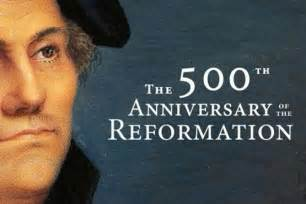 The 500th
Anniversary of the
Reformation